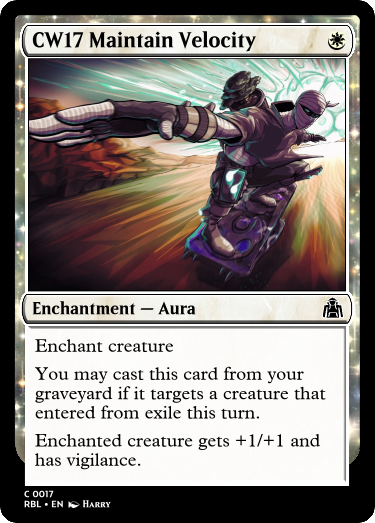 CW17 Maintain Velocity
Enchantment — Aura
Enchant creature
You may cast this card from your
graveyard if it targets a creature that
entered from exile this turn.
Enchanted creature gets +1/+1 and
has vigilance.
C 0017
RBL • EN Harry